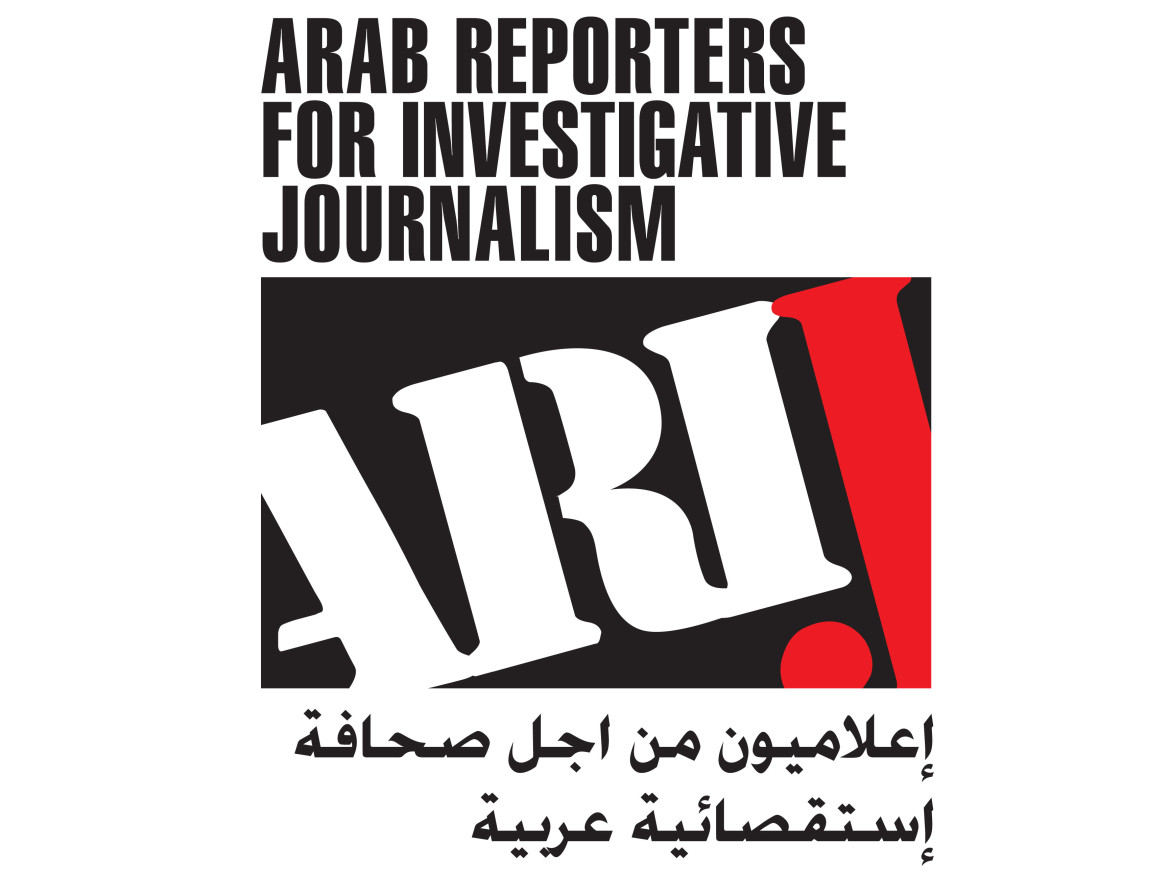 ARAB REPORTERS
FOR INVESTIGATIVE
JOURNALISM
ARIJ
إعلاميون من اجل صحافة
إستقصائية عربية